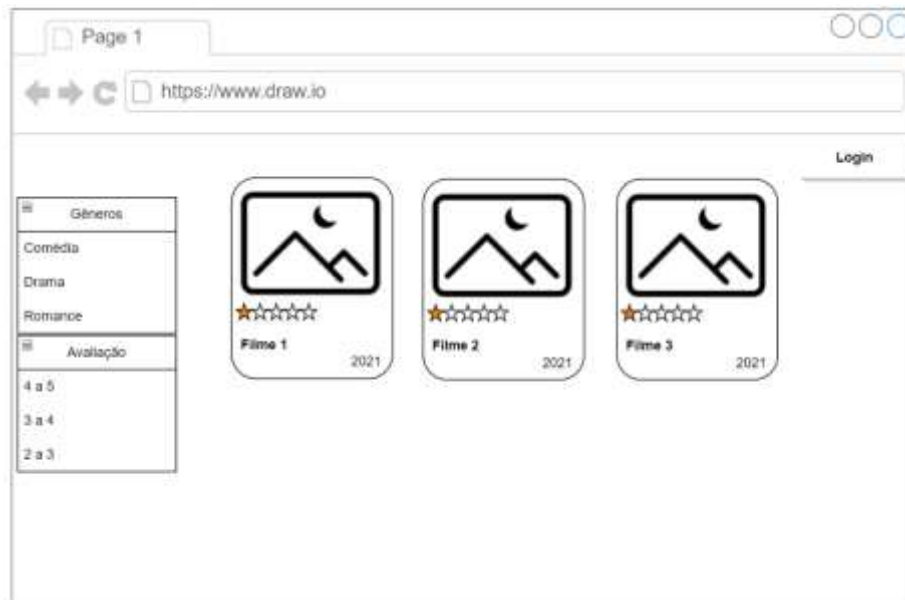 Page 1
https://www.draw.io
Login
Gêneros
Comédia
Drama
Romance
Avaliação
4 a 5
3 a 4
2 a 3
Filme 1
2021
Filme 2
2021
Filme 3
2021